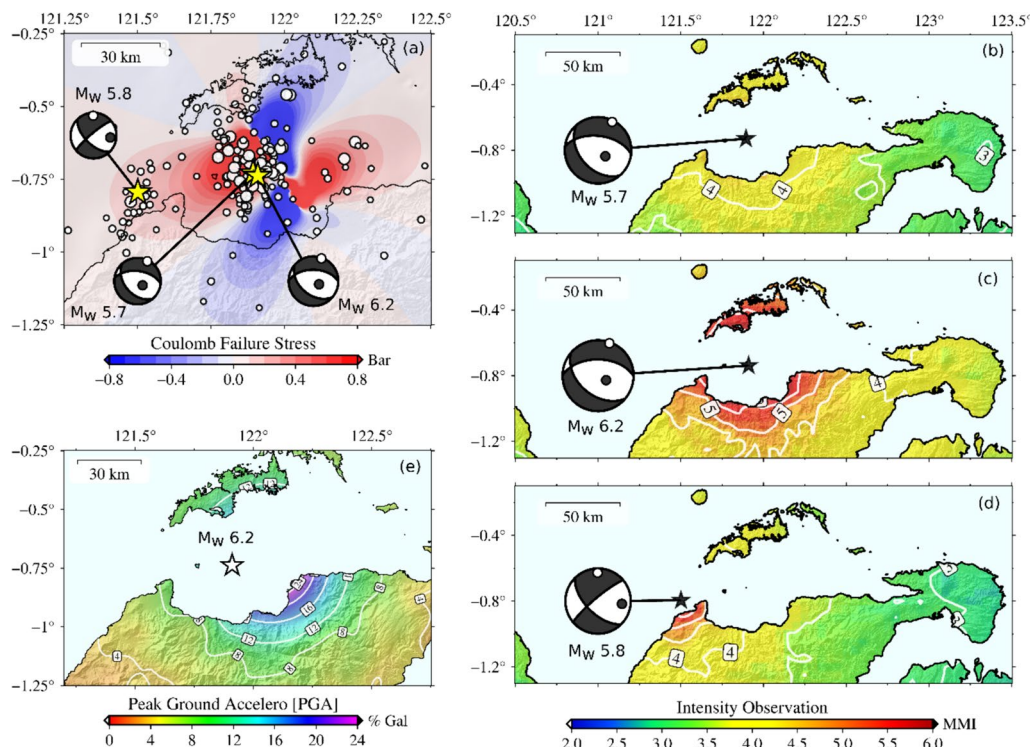 121.5° 121.75° 122° 122.25° 122.5°
−0.25°
−0.5°
−0.75°
−1°
−1.25°
30 km
(a)
Mw 5.8
Mw 5.7
Mw 6.2
Coulomb Failure Stress
Bar
−0.8 −0.4 0.0 0.4 0.8
120.5° 121° 121.5° 122° 122.5° 123° 123.5°
−0.4°
−0.8°
−1.2°
50 km
(b)
Mw 5.7
4 4
3
−0.4°
−0.8°
−1.2°
50 km
(c)
Mw 6.2
5 5
4
−0.4°
−0.8°
−1.2°
50 km
(d)
Mw 5.8
4 4
Intensity Observation
MMI
2.0 2.5 3.0 3.5 4.0 4.5 5.0 5.5 6.0
121.5° 122° 122.5°
−0.25°
−0.5°
−0.75°
−1°
−1.25°
30 km
(e)
Mw 6.2
12
16
12 12
8
8 8
4
Peak Ground Accelero [PGA]
% Gal
0 4 8 12 16 20 24